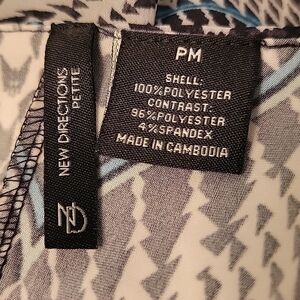 NEW DIRECTIONS
PETITE
ND
PM
SHELL:
100%POLYESTER
CONTRAST:
96%POLYESTER
4%SPANDEX
MADE IN CAMBODIA